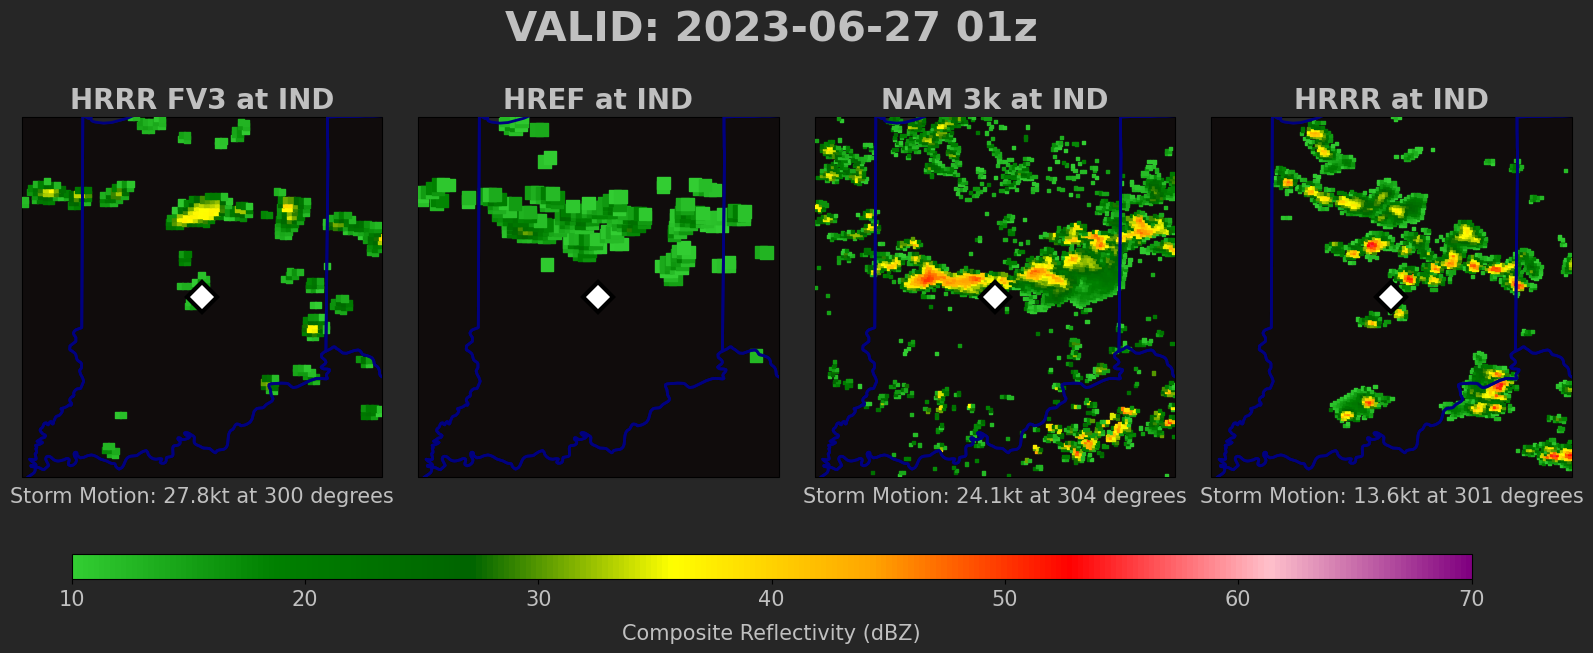 VALID: 2023-06-27 01z
HRRR FV3 at IND
HREF at IND
NAM 3k at IND
HRRR at IND
Storm Motion: 27.8kt at 300 degrees
Storm Motion: 24.1kt at 304 degrees
Storm Motion: 13.6kt at 301 degrees
10 20 30 40 50 60 70
Composite Reflectivity (dBZ)